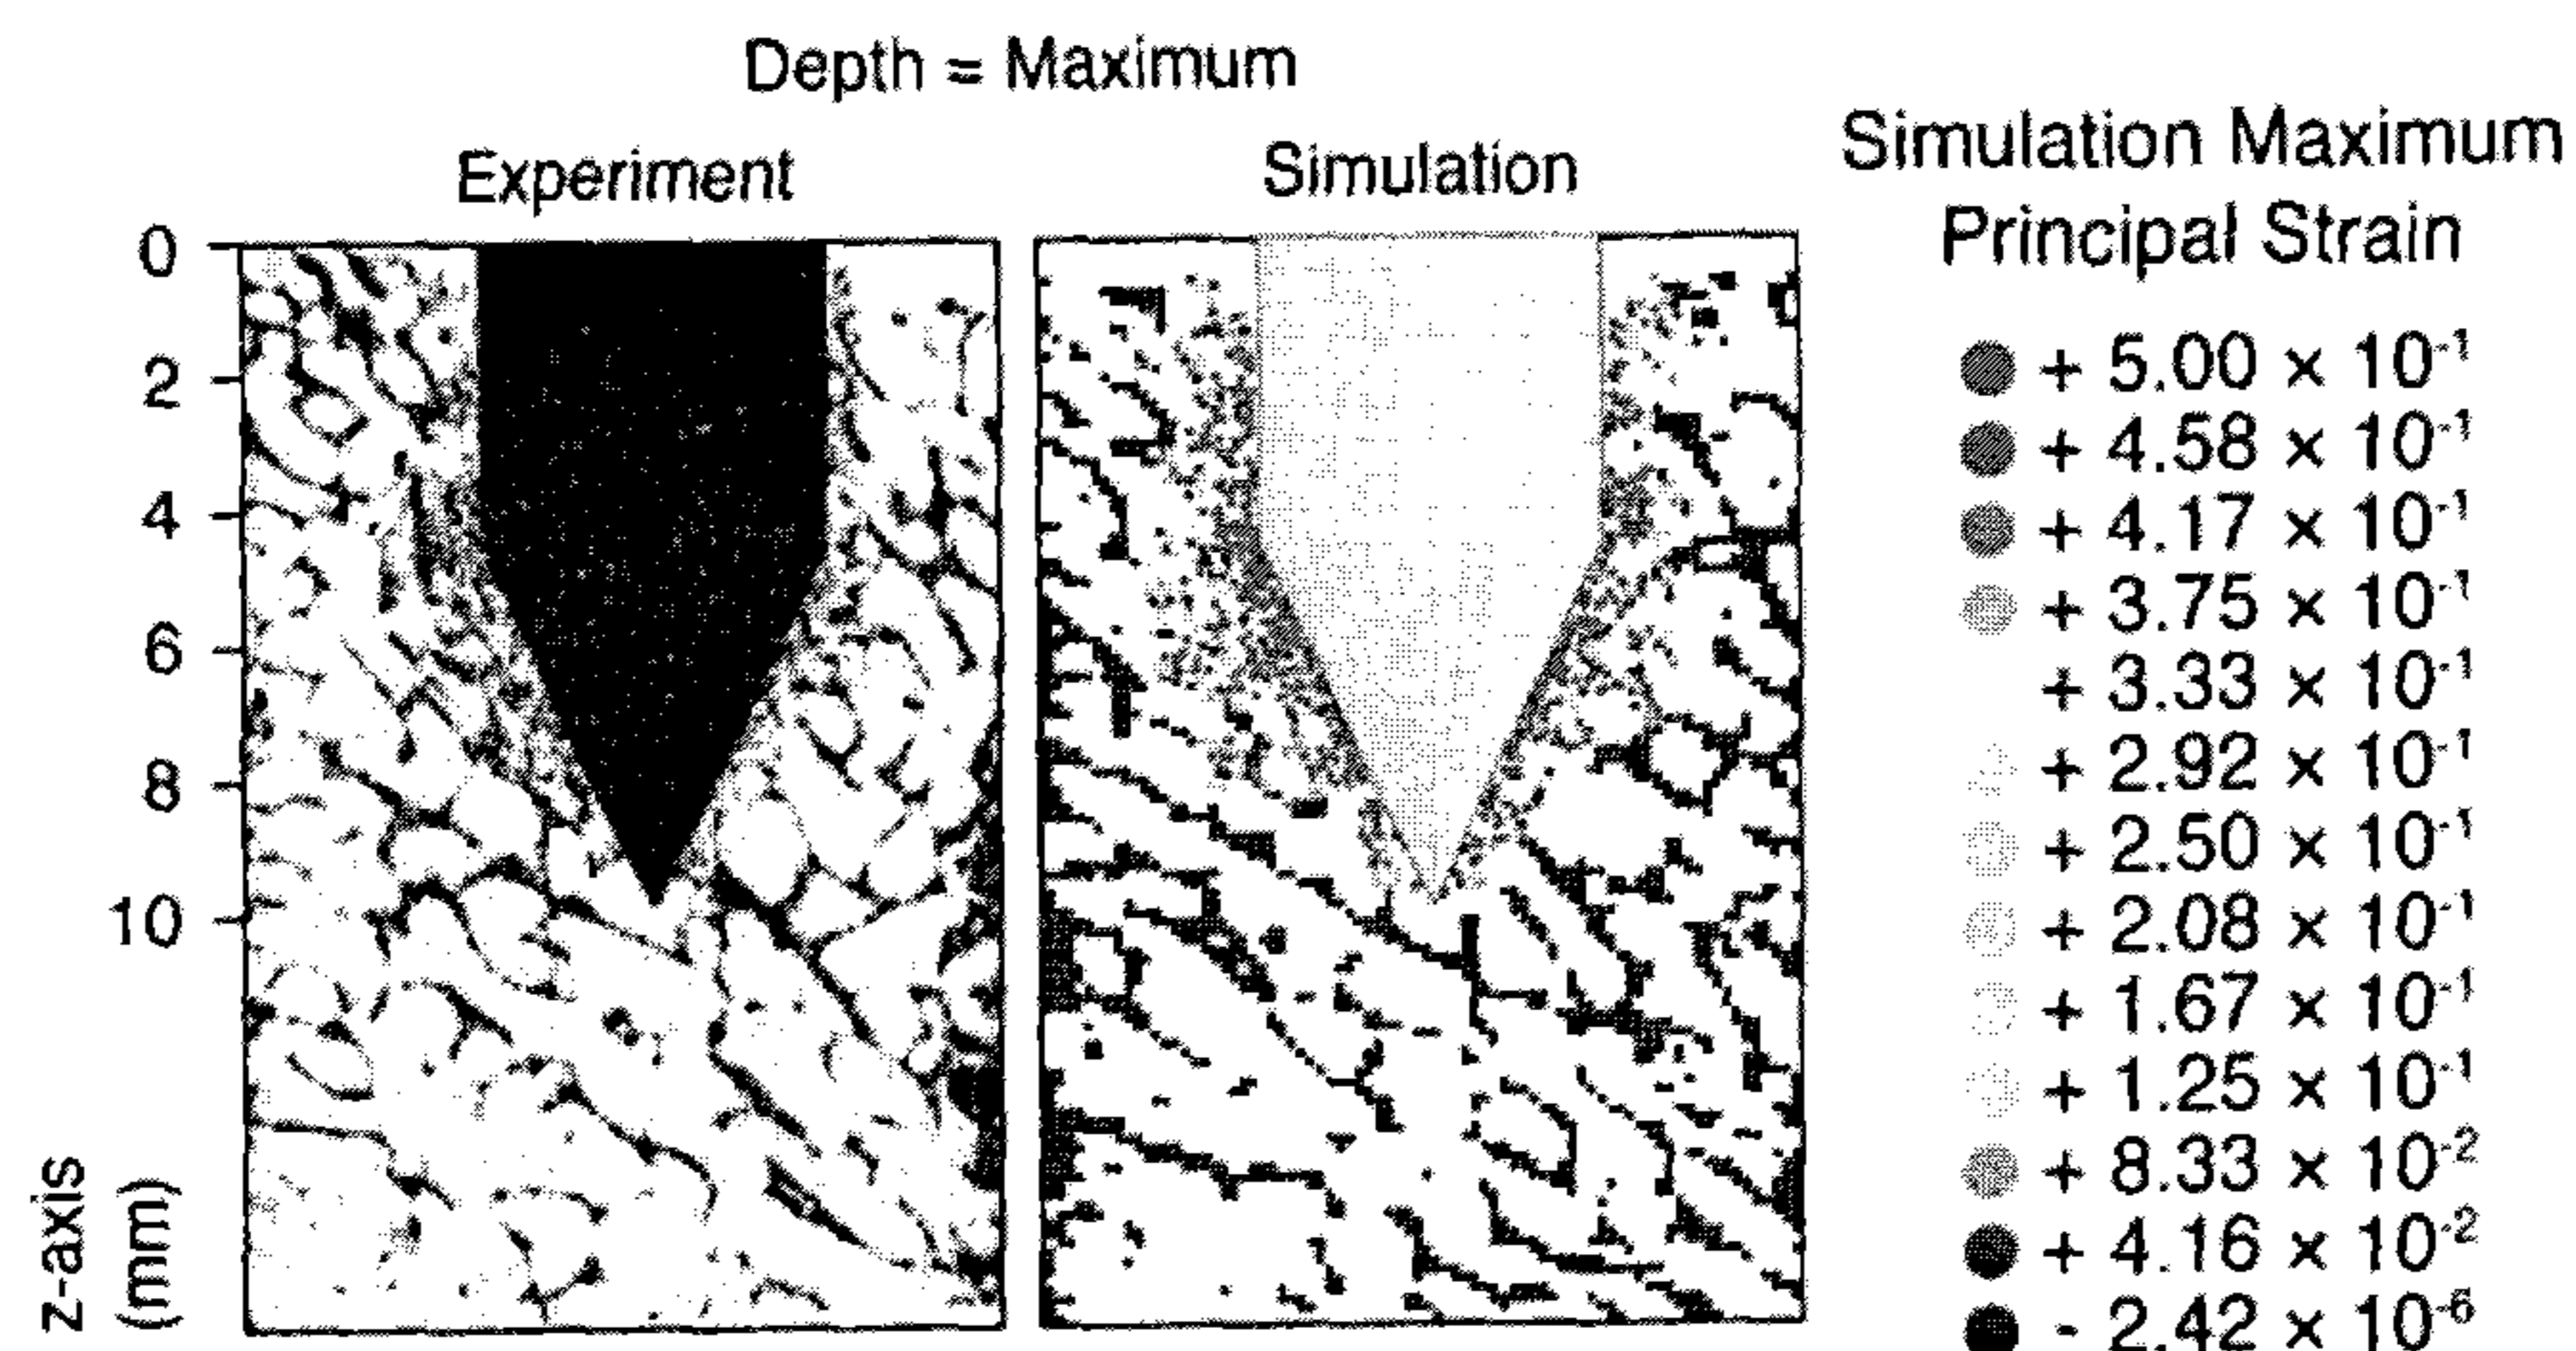 Depth = Maximum
Experiment
Simulation
Simulation Maximum
Principal Strain
0
2
4
6
8
10
z-axis
(mm)
+ 5.00 × 10⁻¹
+ 4.58 × 10⁻¹
+ 4.17 × 10⁻¹
+ 3.75 × 10⁻¹
+ 3.33 × 10⁻¹
+ 2.92 × 10⁻¹
+ 2.50 × 10⁻¹
+ 2.08 × 10⁻¹
+ 1.67 × 10⁻¹
+ 1.25 × 10⁻¹
+ 8.33 × 10⁻²
+ 4.16 × 10⁻²
- 2.42 × 10⁻⁶